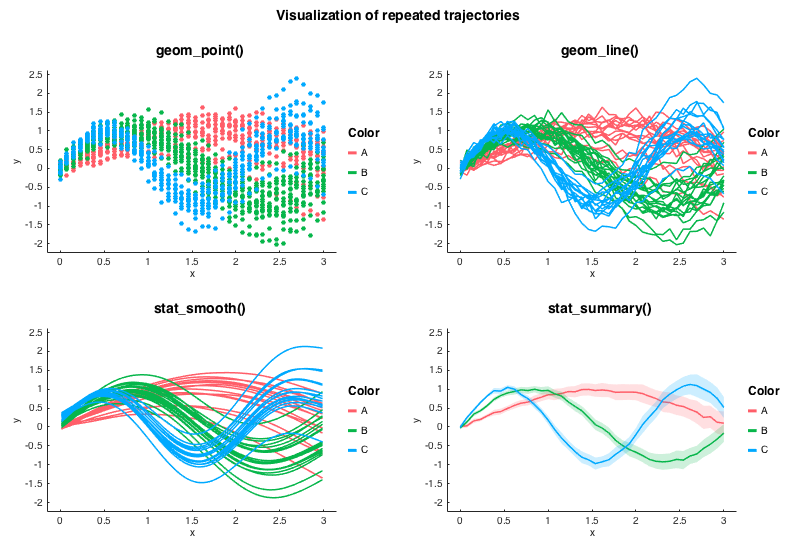 Visualization of repeated trajectories
geom_point()
2.5
2
1.5
1
0.5
0
-0.5
-1
-1.5
-2
y
0 0.5 1 1.5 2 2.5 3
x
Color
A
B
C
geom_line()
2.5
2
1.5
1
0.5
0
-0.5
-1
-1.5
-2
y
0 0.5 1 1.5 2 2.5 3
x
Color
A
B
C
stat_smooth()
2.5
2
1.5
1
0.5
0
-0.5
-1
-1.5
-2
y
0 0.5 1 1.5 2 2.5 3
x
Color
A
B
C
stat_summary()
2.5
2
1.5
1
0.5
0
-0.5
-1
-1.5
-2
y
0 0.5 1 1.5 2 2.5 3
x
Color
A
B
C